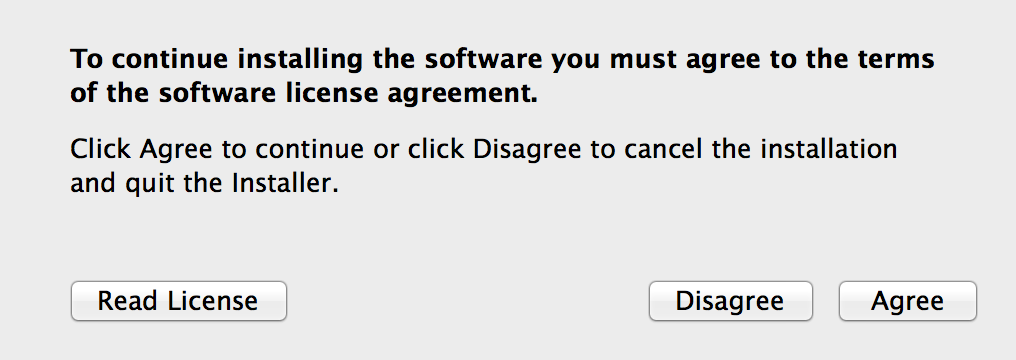 To continue installing the software you must agree to the terms
of the software license agreement.
Click Agree to continue or click Disagree to cancel the installation
and quit the Installer.
Read License
Disagree
Agree